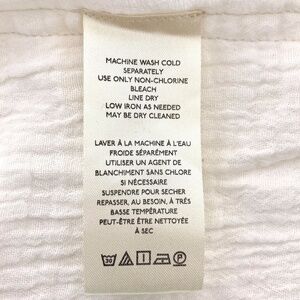 MACHINE WASH COLD
SEPARATELY
USE ONLY NON-CHLORINE
BLEACH
LINE DRY
LOW IRON AS NEEDED
MAY BE DRY CLEANED
LAVER À LA MACHINE À L'EAU
FROIDE SÉPARÉMENT
UTILISER UN AGENT DE
BLANCHIMENT SANS CHLORE
SI NÉCESSAIRE
SUSPENDRE POUR SECHER
REPASSER, AU BESOIN, À TRÈS
BASSE TEMPÉRATURE
PEUT-ÊTRE ÊTRE NETTOYÉE
À SEC
30 P